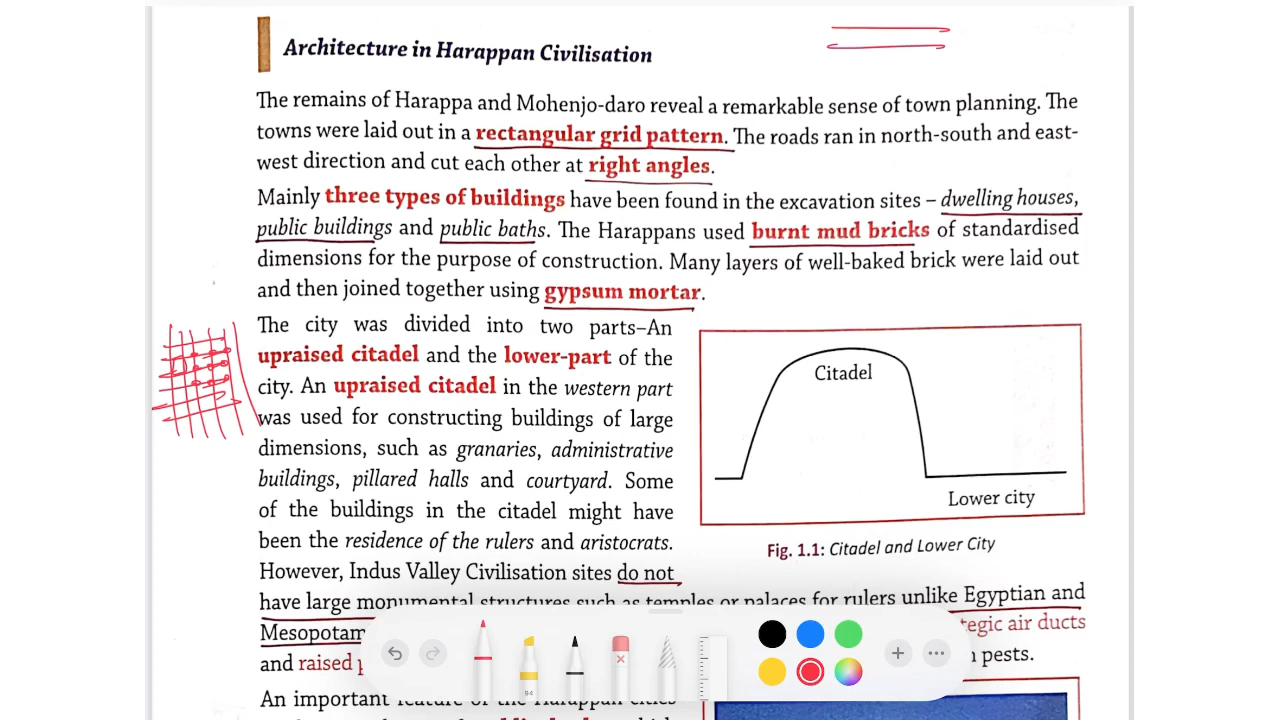 Architecture in Harappan Civilisation
The remains of Harappa and Mohenjo-daro reveal a remarkable sense of town planning. The
towns were laid out in a rectangular grid pattern. The roads ran in north-south and east-
west direction and cut each other at right angles.
Mainly three types of buildings have been found in the excavation sites – dwelling houses,
public buildings and public baths. The Harappans used burnt mud bricks of standardised
dimensions for the purpose of construction. Many layers of well-baked brick were laid out
and then joined together using gypsum mortar.
The city was divided into two parts–An
upraised citadel and the lower-part of the
city. An upraised citadel in the western part
was used for constructing buildings of large
dimensions, such as granaries, administrative
buildings, pillared halls and courtyard. Some
of the buildings in the citadel might have
been the residence of the rulers and aristocrats.
However, Indus Valley Civilisation sites do not
Citadel
Lower city
Fig. 1.1: Citadel and Lower City
have large monumental structures such as temples or palaces for rulers unlike Egyptian and
Mesopotam
tegic air ducts
and raised
pests.
An important feature of the Harappan cities
which
94